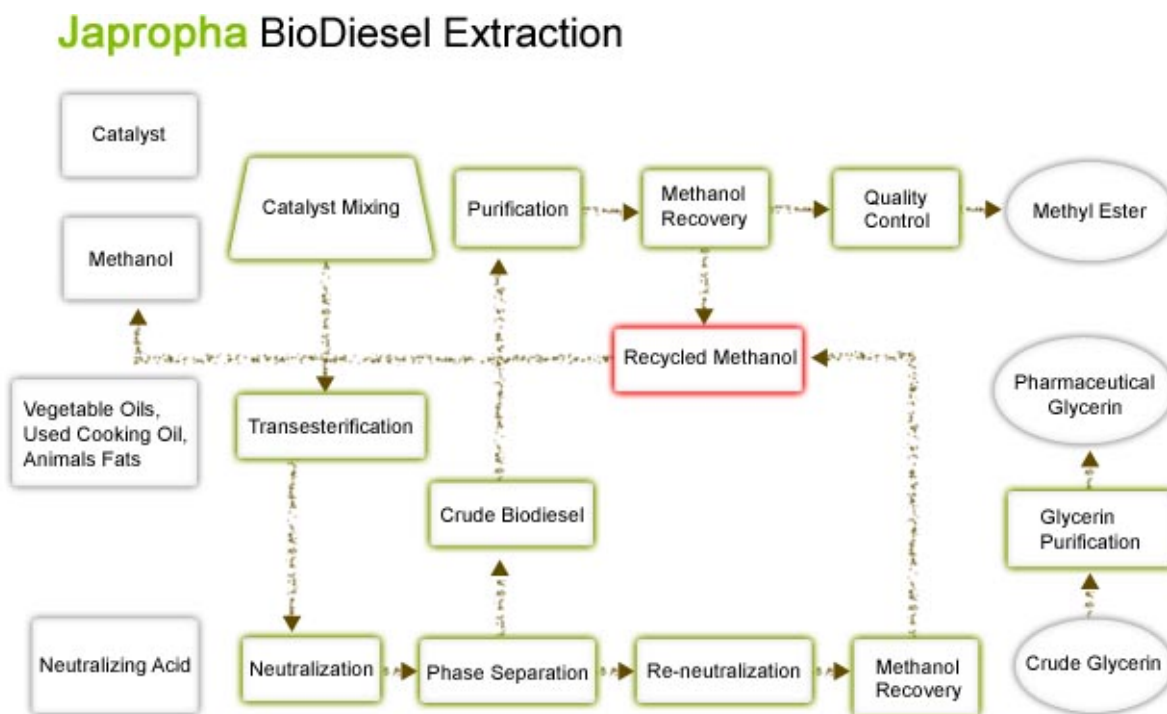 Japropha BioDiesel Extraction
Catalyst
Catalyst Mixing
Purification
Methanol
Recovery
Quality
Control
Methyl Ester
Methanol
Recycled Methanol
Pharmaceutical
Glycerin
Vegetable Oils,
Used Cooking Oil,
Animals Fats
Transesterification
Crude Biodiesel
Glycerin
Purification
Neutralizing Acid
Neutralization
Phase Separation
Re-neutralization
Methanol
Recovery
Crude Glycerin